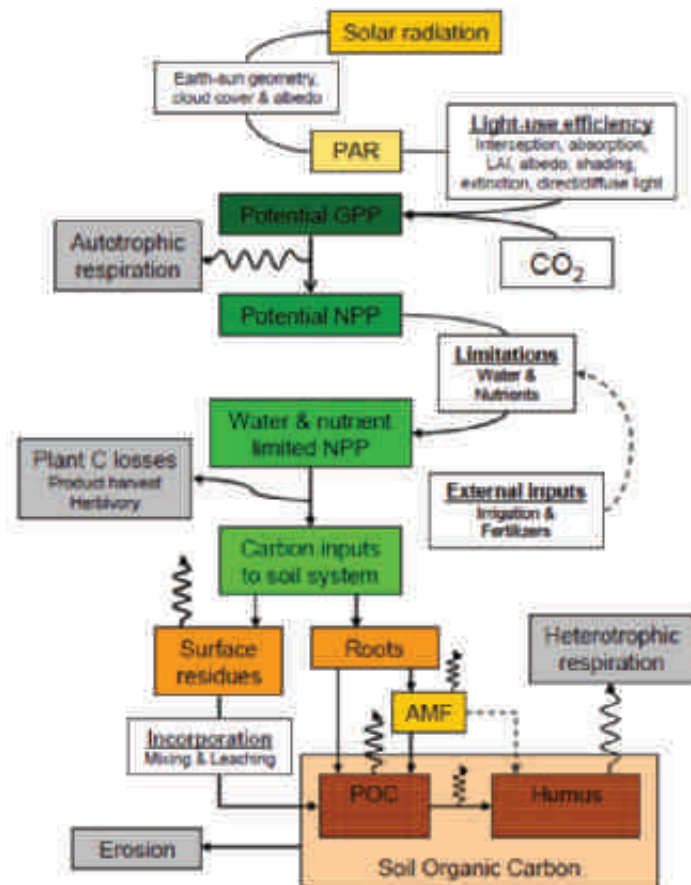 Solar radiation
Earth-sun geometry,
cloud cover & albedo
PAR
Light-use efficiency
Interception, absorption,
LAI, albedo, shading,
extinction, direct/diffuse light
Potential GPP
Autotrophic
respiration
CO2
Potential NPP
Limitations
Water &
Nutrients
Water & nutrient
limited NPP
Plant C losses
Product harvest
Herbivory
External inputs
Irrigation &
Fertilizers
Carbon inputs
to soil system
Surface
residues
Roots
Heterotrophic
respiration
AMF
Incorporation
Mixing & Leaching
POC
Humus
Erosion
Soil Organic Carbon